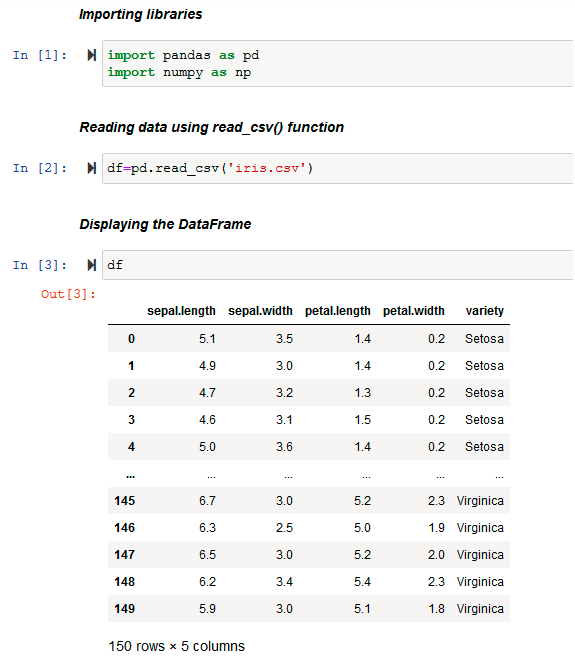 Importing libraries
In [1]: import pandas as pd
import numpy as np
Reading data using read_csv() function
In [2]: df=pd.read_csv('iris.csv')
Displaying the DataFrame
In [3]: df
Out[3]:
sepal.length sepal.width petal.length petal.width variety
0 5.1 3.5 1.4 0.2 Setosa
1 4.9 3.0 1.4 0.2 Setosa
2 4.7 3.2 1.3 0.2 Setosa
3 4.6 3.1 1.5 0.2 Setosa
4 5.0 3.6 1.4 0.2 Setosa
... ... ... ... ... ...
145 6.7 3.0 5.2 2.3 Virginica
146 6.3 2.5 5.0 1.9 Virginica
147 6.5 3.0 5.2 2.0 Virginica
148 6.2 3.4 5.4 2.3 Virginica
149 5.9 3.0 5.1 1.8 Virginica
150 rows × 5 columns